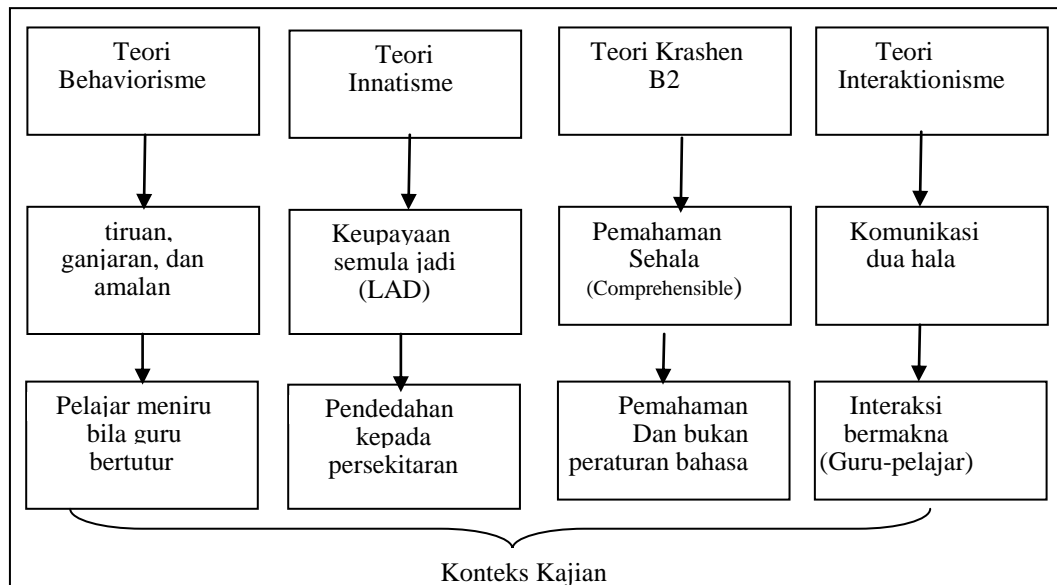 Teori
Behaviorisme
Teori
Innatisme
Teori Krashen
B2
Teori
Interaktionisme
tiruan,
ganjaran, dan
amalan
Keupayaan
semula jadi
(LAD)
Pemahaman
Sehala
(Comprehensible)
Komunikasi
dua hala
Pelajar meniru
bila guru
bertutur
Pendedahan
kepada
persekitaran
Pemahaman
Dan bukan
peraturan bahasa
Interaksi
bermakna
(Guru-pelajar)
Konteks Kajian